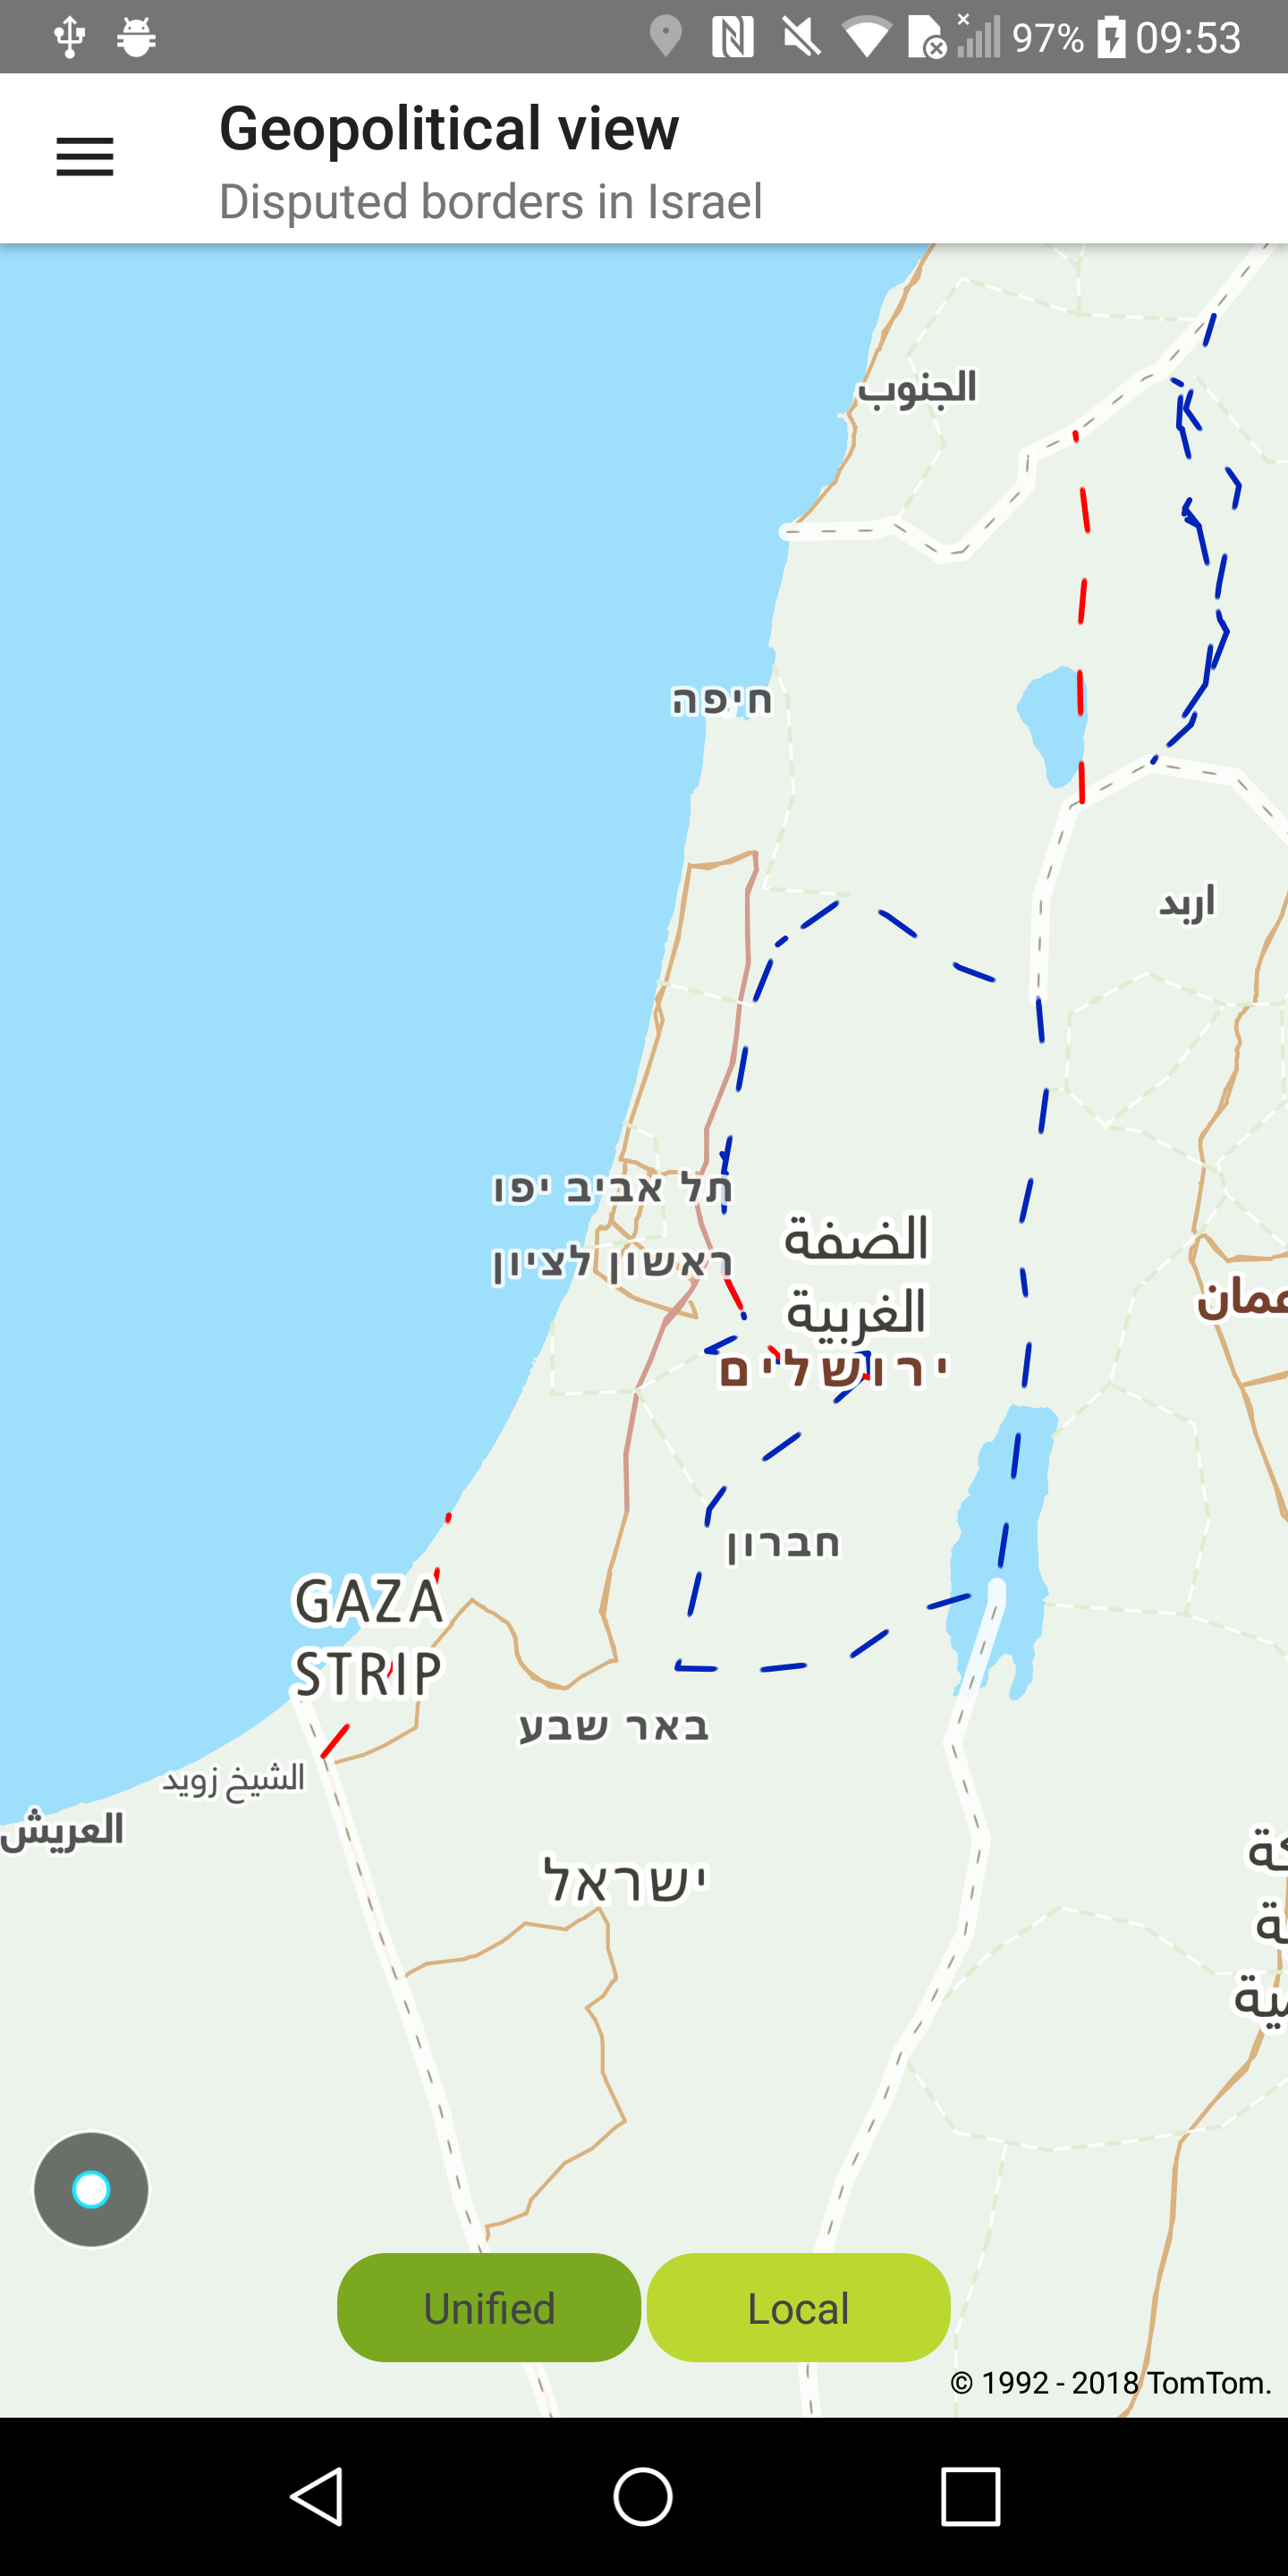 97% 09:53
Geopolitical view
Disputed borders in Israel
الجنوب
חיפה
اربد
תל אביב יפו
ראשון לציון
الضفة
الغربية
عمان
ירושלים
חברון
GAZA
STRIP
באר שבע
الشيخ زويد
العريش
ישראל
Unified
Local
© 1992 - 2018 TomTom.